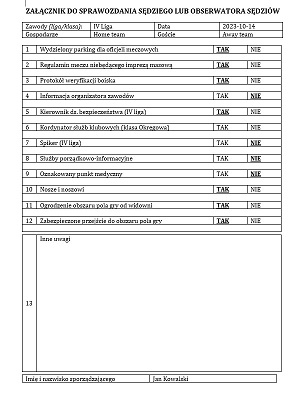 ZAŁĄCZNIK DO SPRAWOZDANIA SĘDZIEGO LUB OBSERWATORA SĘDZIÓW
Zawody (liga/klasa): IV Liga Data 2023-10-14
Gospodarze Home team Goście Away team
1 Wydzielony parking dla oficjeli meczowych TAK NIE
2 Regulamin meczu niebędącego imprezą masową TAK NIE
3 Protokół weryfikacji boiska TAK NIE
4 Informacja organizatora zawodów TAK NIE
5 Kierownik ds. bezpieczeństwa (IV liga) TAK NIE
6 Kordynator służb klubowych (klasa Okręgowa) TAK NIE
7 Spiker (IV liga) TAK NIE
8 Służby porządkowo-informacyjne TAK NIE
9 Oznakowany punkt medyczny TAK NIE
10 Nosze i noszowi TAK NIE
11 Ogrodzenie obszaru pola gry od widowni TAK NIE
12 Zabezpieczone przejście do obszaru pola gry TAK NIE
Inne uwagi
13
Imię i nazwisko sporządzającego Jan Kowalski